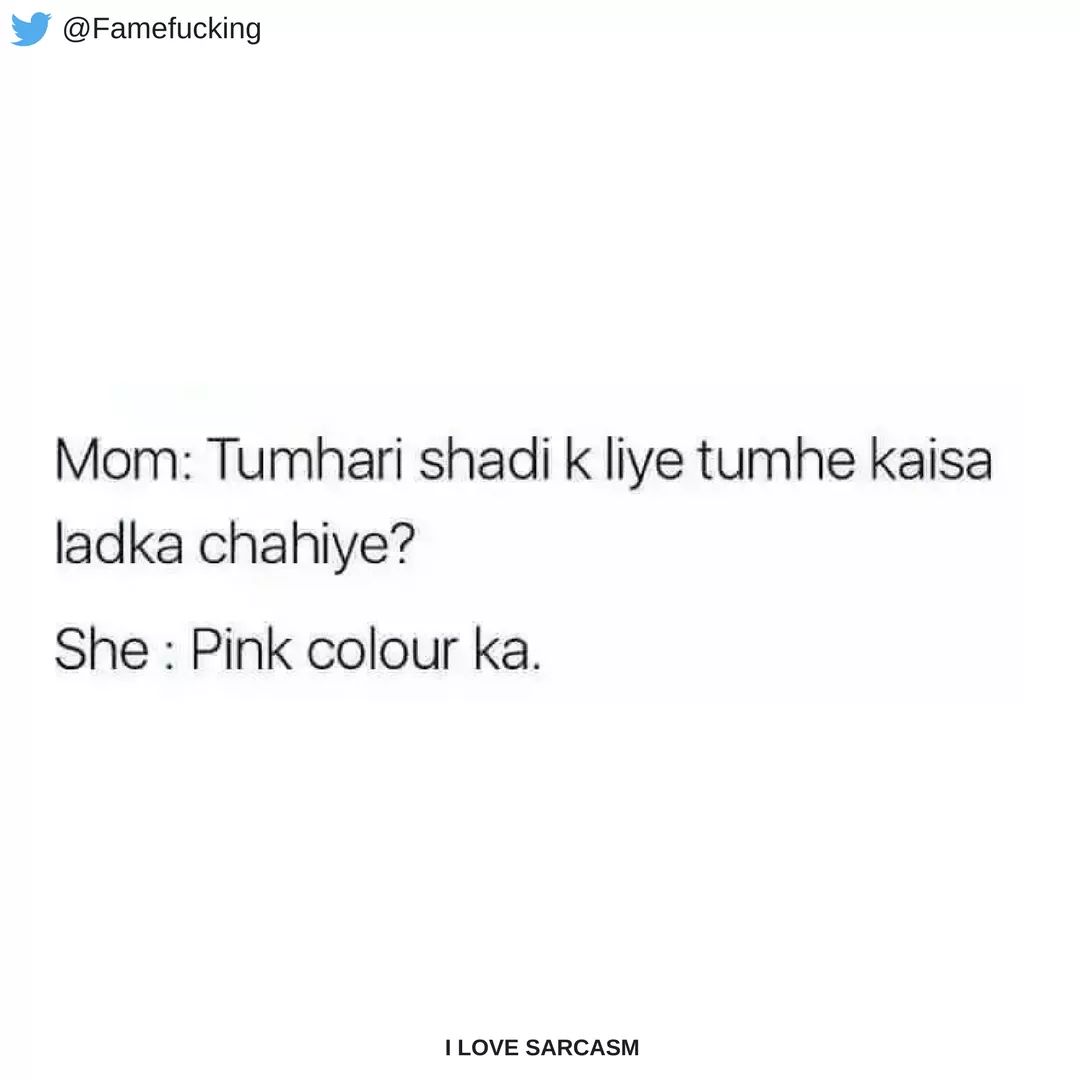 @Famefucking
Mom: Tumhari shadi k liye tumhe kaisa
ladka chahiye?
She : Pink colour ka.
I LOVE SARCASM